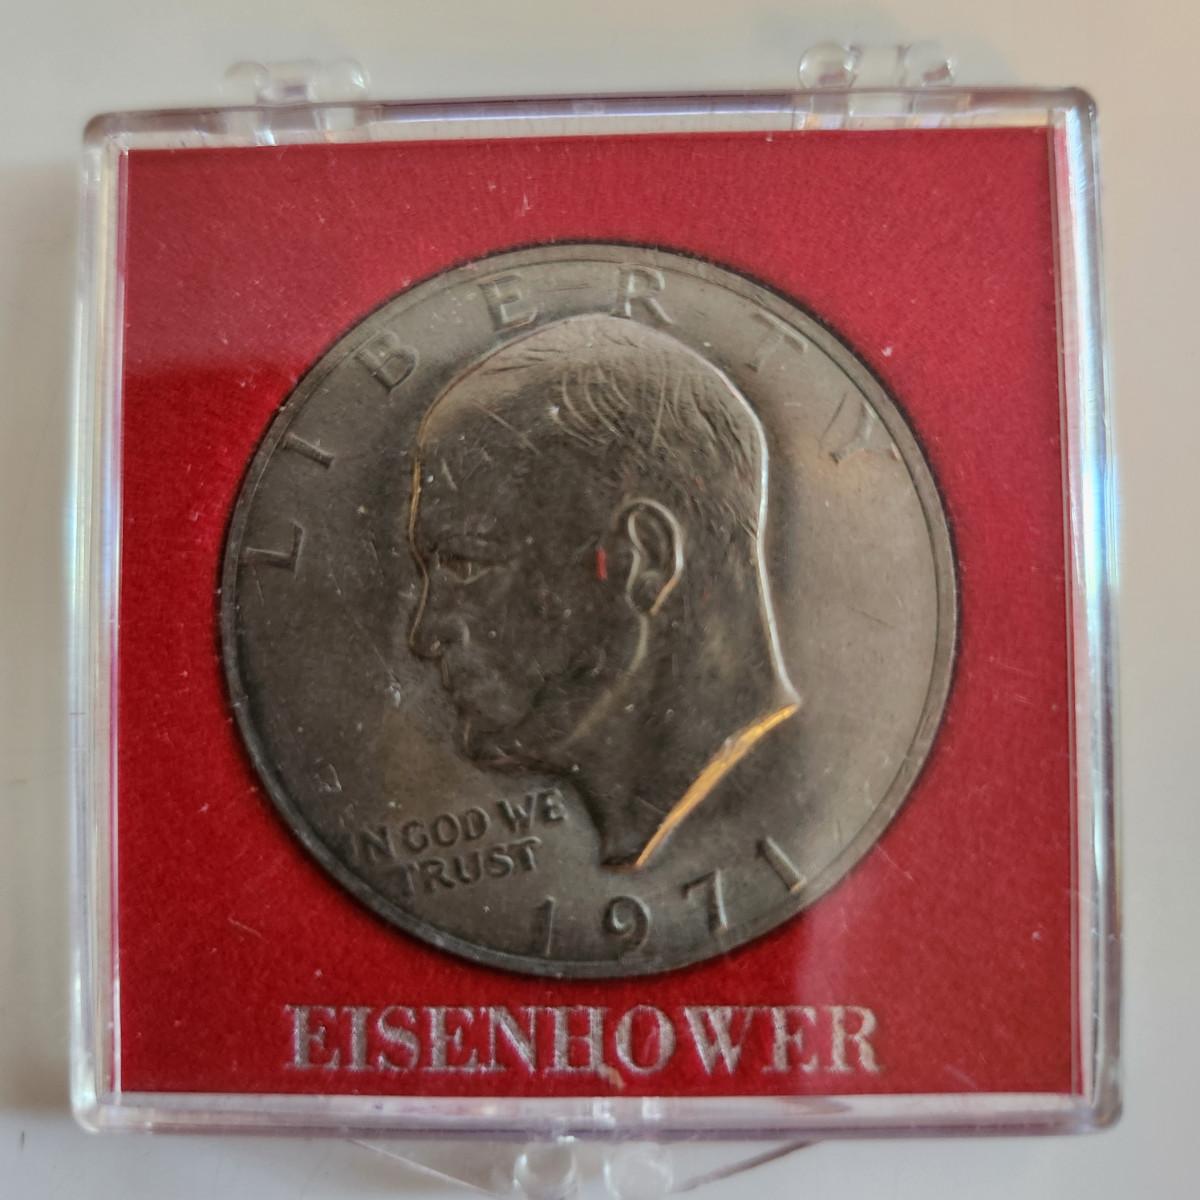 LIBERTY
IN GOD WE
TRUST
1971
EISENHOWER